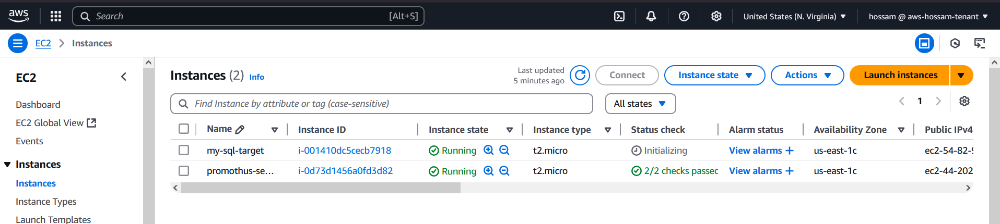 aws
Search [Alt+S] United States (N. Virginia) hossam @ aws-hossam-tenant
EC2 Instances
EC2
Dashboard
EC2 Global View
Events
Instances
Instances
Instance Types
Launch Templates
Instances (2) Info
Last updated
5 minutes ago
Connect Instance state Actions Launch instances
Find Instance by attribute or tag (case-sensitive) All states 1
Name Instance ID Instance state Instance type Status check Alarm status Availability Zone Public IPv4
my-sql-target i-001410dc5cecb7918 Running t2.micro Initializing View alarms + us-east-1c ec2-54-82-9
promothus-se... i-0d73d1456a0fd3d82 Running t2.micro 2/2 checks passec View alarms + us-east-1c ec2-44-202